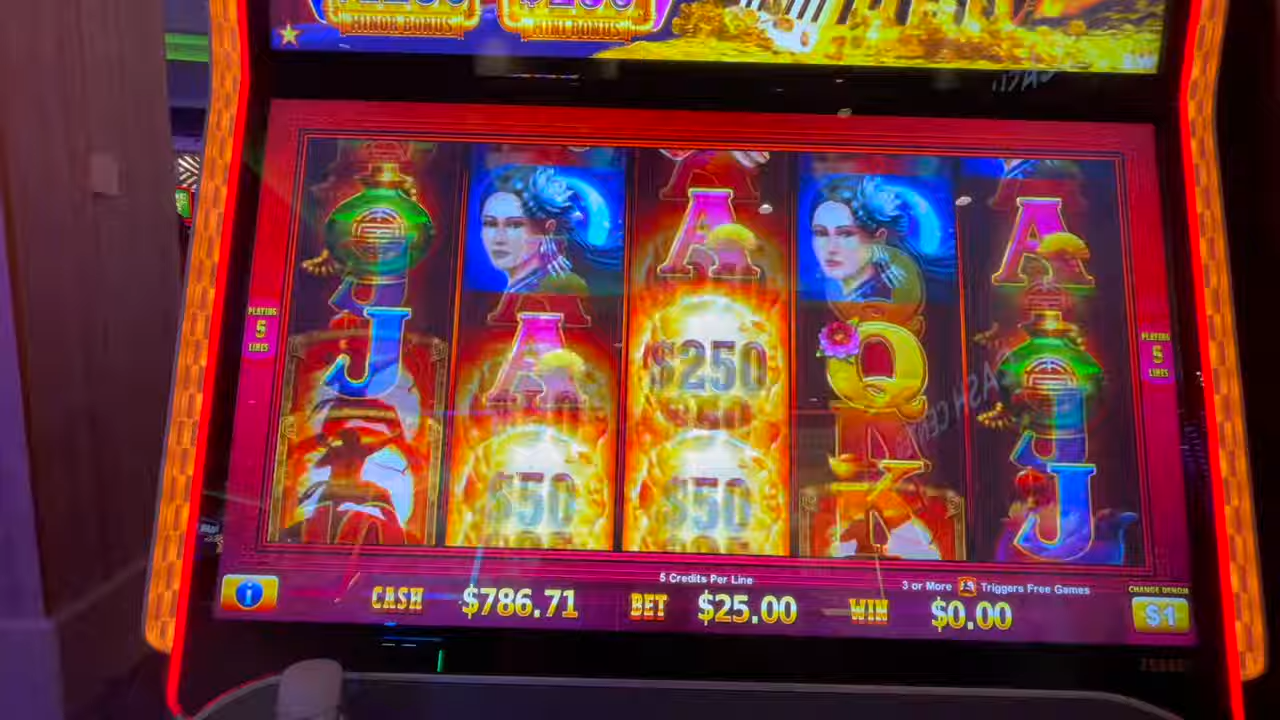 MINOR BONUS
MINI BONUS
A
A
J
PLAYING
5
LINES
PLAYING
5
LINES
A
$250
Q
$50
$50
K
J
5 Credits Per Line
3 or More Triggers Free Games
CHANGE DENOM
CASH $786.71 BET $25.00 WIN $0.00
$1